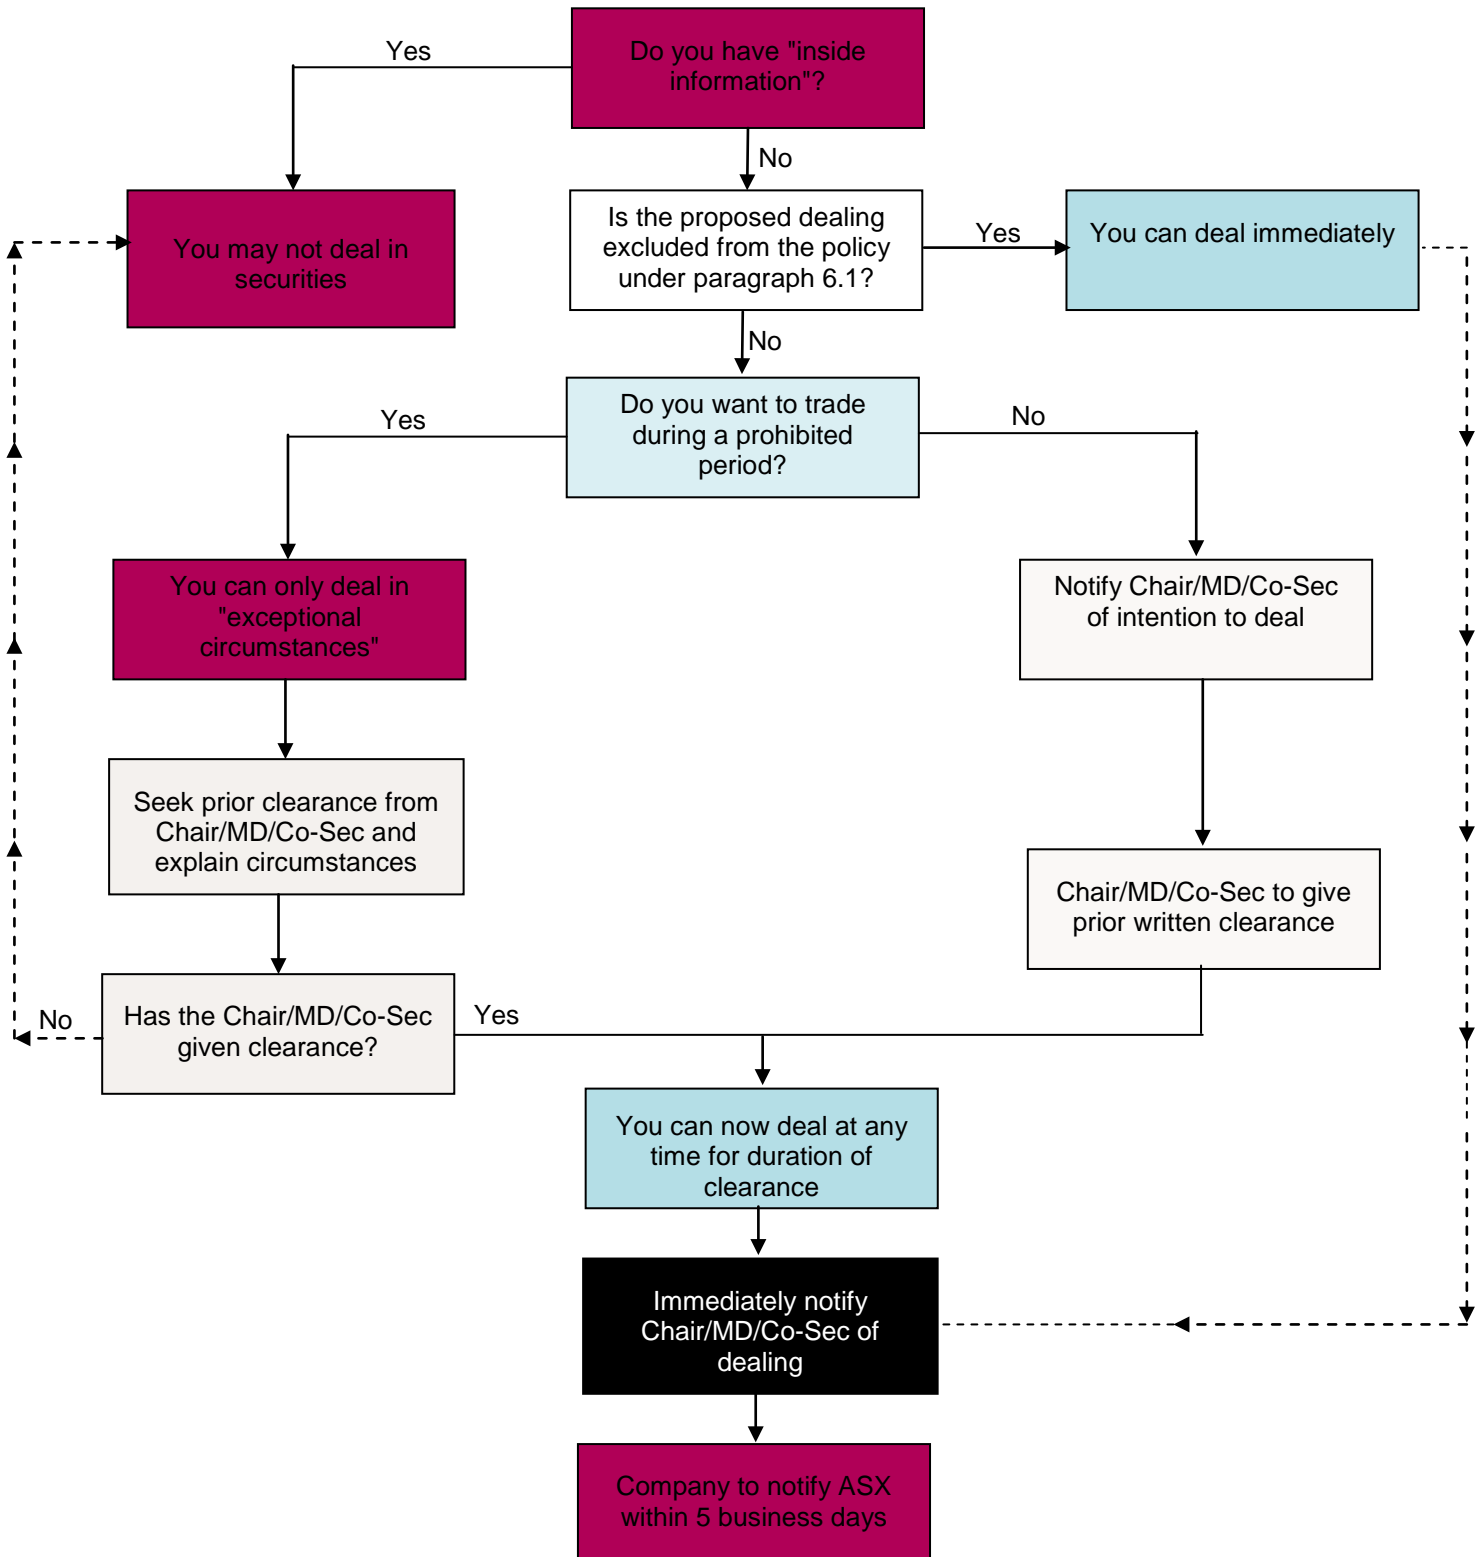 Do you have "inside
information"?
Yes
No
You may not deal in
securities
Is the proposed dealing
excluded from the policy
under paragraph 6.1?
Yes
You can deal immediately
No
Do you want to trade
during a prohibited
period?
Yes
No
You can only deal in
"exceptional
circumstances"
Notify Chair/MD/Co-Sec
of intention to deal
Seek prior clearance from
Chair/MD/Co-Sec and
explain circumstances
Chair/MD/Co-Sec to give
prior written clearance
Has the Chair/MD/Co-Sec
given clearance?
No
Yes
You can now deal at any
time for duration of
clearance
Immediately notify
Chair/MD/Co-Sec of
dealing
Company to notify ASX
within 5 business days